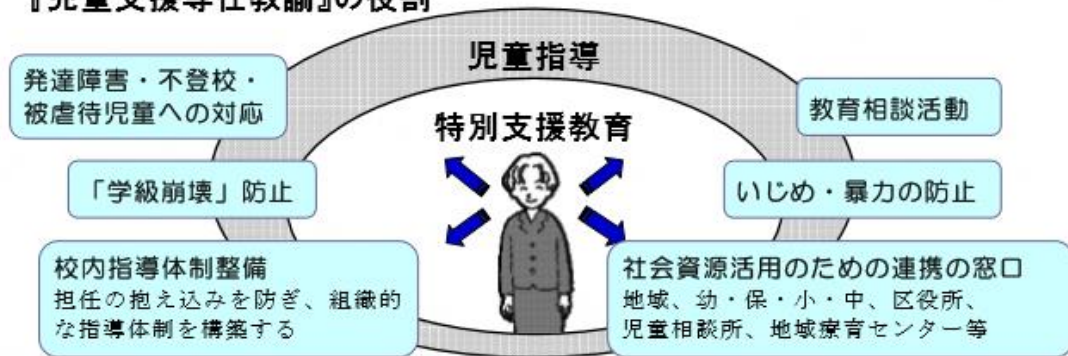 『児童支援専任教諭』の役割
児童指導
特別支援教育
発達障害・不登校・
被虐待児童への対応
「学級崩壊」防止
校内指導体制整備
担任の抱え込みを防ぎ、組織的
な指導体制を構築する
教育相談活動
いじめ・暴力の防止
社会資源活用のための連携の窓口
地域、幼・保・小・中、区役所、
児童相談所、地域療育センター等